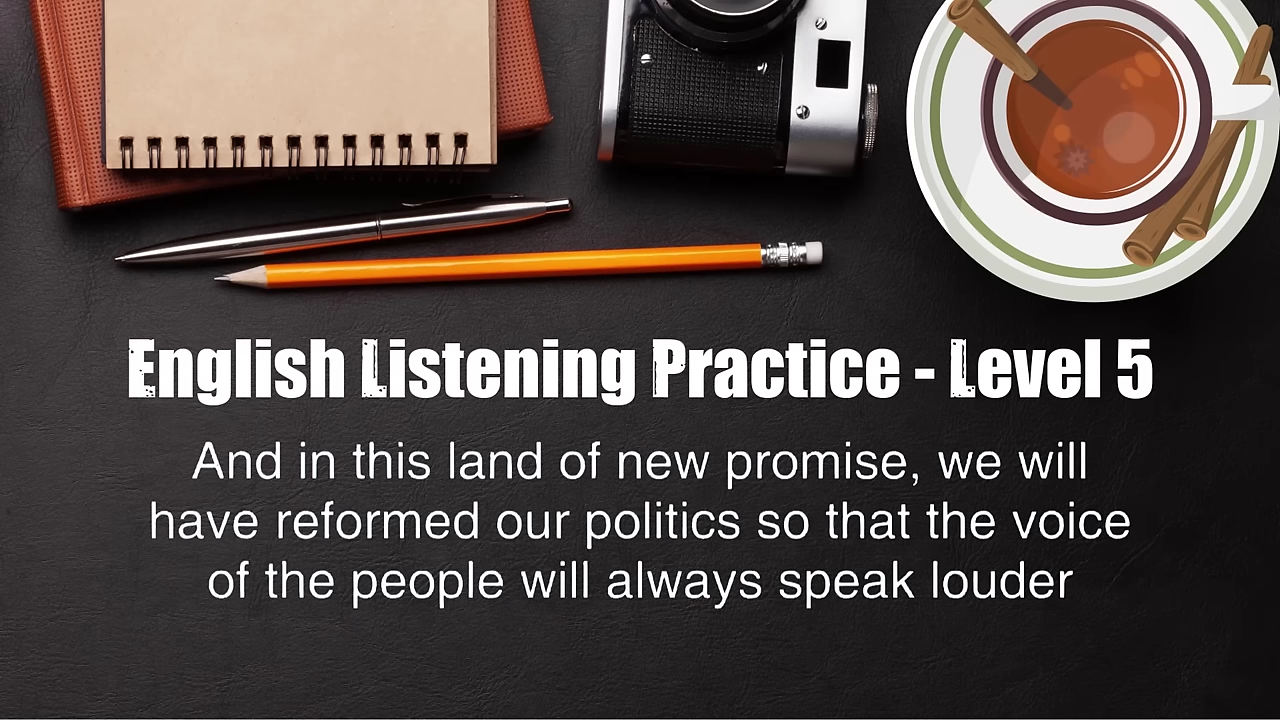 English Listening Practice - Level 5
And in this land of new promise, we will
have reformed our politics so that the voice
of the people will always speak louder